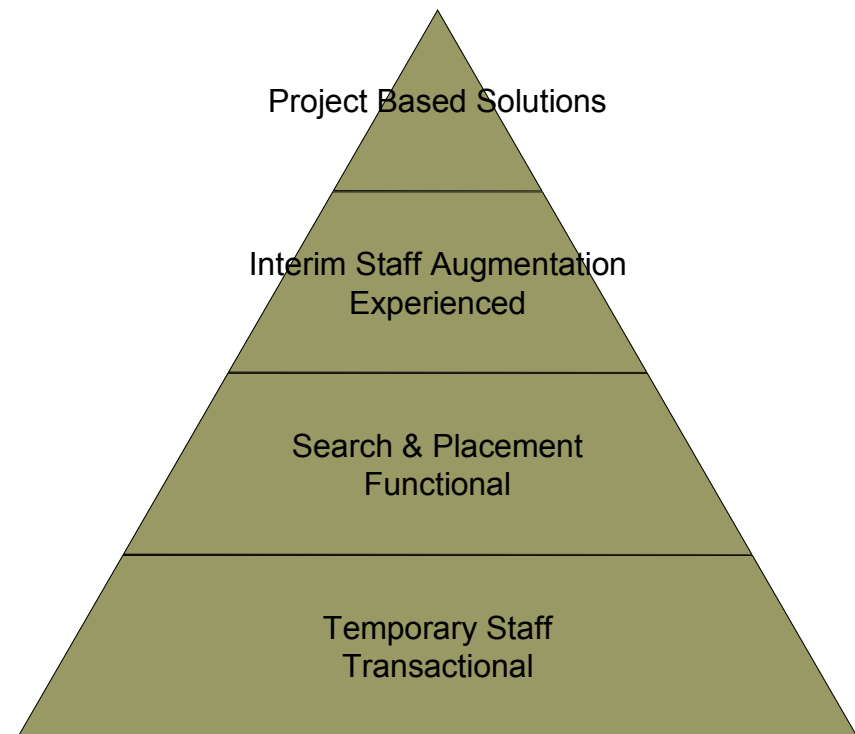 Project Based Solutions
Interim Staff Augmentation
Experienced
Search & Placement
Functional
Temporary Staff
Transactional